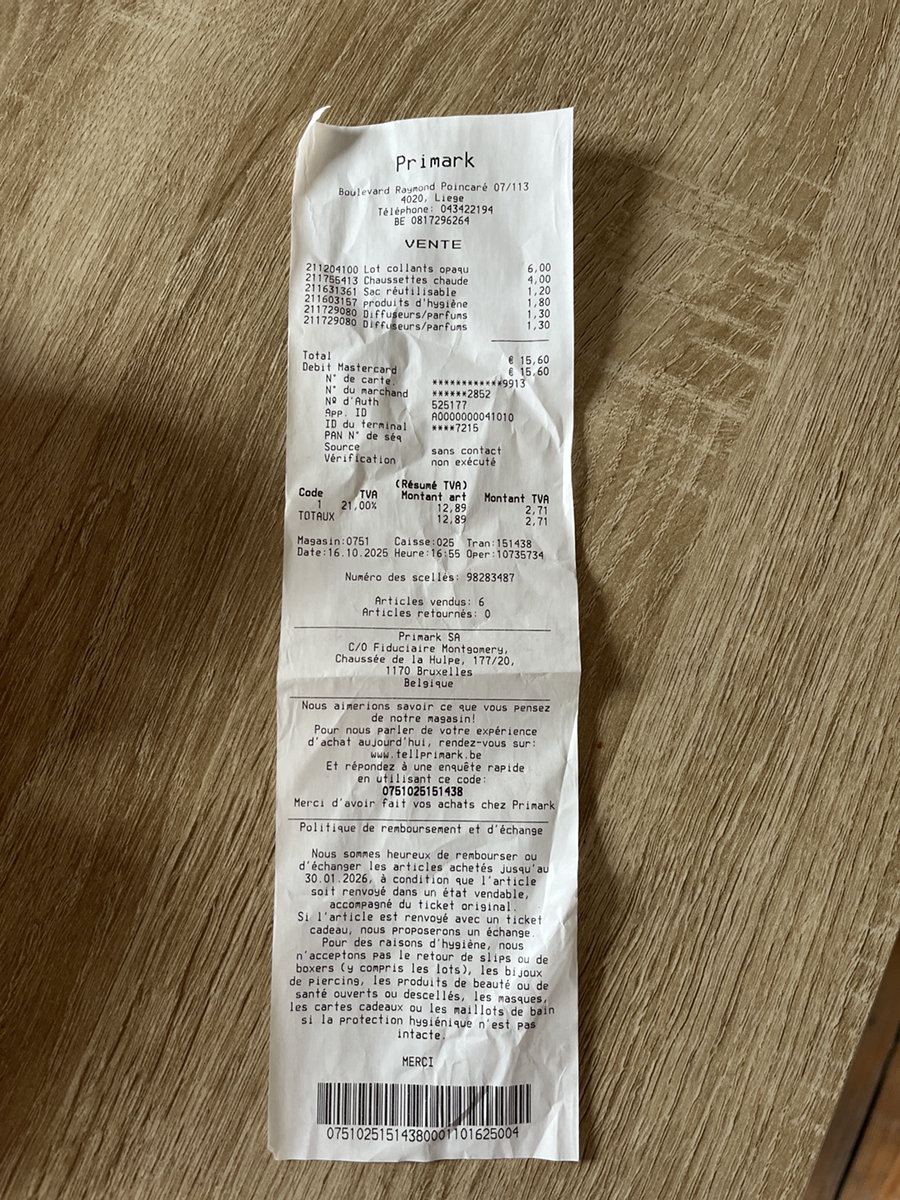 Primark
Boulevard Raymond Poincaré 07/113
4020, Liege
Téléphone: 043422194
BE 0817296264
VENTE
211204100 Lot collants opaqu 6,00
211755413 Chaussettes chaude 4,00
211631361 Sac réutilisable 1,20
211603157 produits d'hygiène 1,80
211729080 Diffuseurs/parfums 1,30
211729080 Diffuseurs/parfums 1,30
Total € 15,60
Debit Mastercard € 15,60
N° de carte. ************9913
N° du marchand ******2852
Nº d'Auth 525177
App. ID A0000000041010
ID du terminal ****7215
PAN N° de séq
Source sans contact
Vérification non exécuté
(Résumé TVA)
Code TVA Montant art Montant TVA
1 21,00% 12,89 2,71
TOTAUX 12,89 2,71
Magasin:0751 Caisse:025 Tran:151438
Date:16.10.2025 Heure:16:55 Oper:10735734
Numéro des scellés: 98283487
Articles vendus: 6
Articles retournés: 0
Primark SA
C/O Fiduciaire Montgomery,
Chaussée de la Hulpe, 177/20,
1170 Bruxelles
Belgique
Nous aimerions savoir ce que vous pensez
de notre magasin!
Pour nous parler de votre expérience
d'achat aujourd'hui, rendez-vous sur:
www.tellprimark.be
Et répondez à une enquête rapide
en utilisant ce code:
0751025151438
Merci d'avoir fait vos achats chez Primark
Politique de remboursement et d'échange
Nous sommes heureux de rembourser ou
d'échanger les articles achetés jusqu'au
30.01.2026, à condition que l'article
soit renvoyé dans un état vendable,
accompagné du ticket original.
Si l'article est renvoyé avec un ticket
cadeau, nous proposerons un échange.
Pour des raisons d'hygiène, nous
n'acceptons pas le retour de slips ou de
boxers (y compris les lots), les bijoux
de piercing, les produits de beauté ou de
santé ouverts ou descellés, les masques,
les cartes cadeaux ou les maillots de bain
si la protection hygiénique n'est pas
intacte.
MERCI
07510251514380001101625004